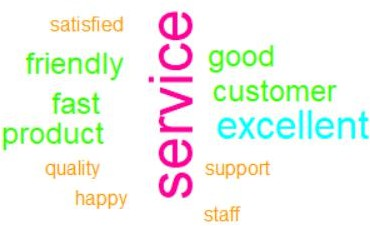 satisfied
friendly
fast
product
quality
happy
service
good
customer
excellent
support
staff